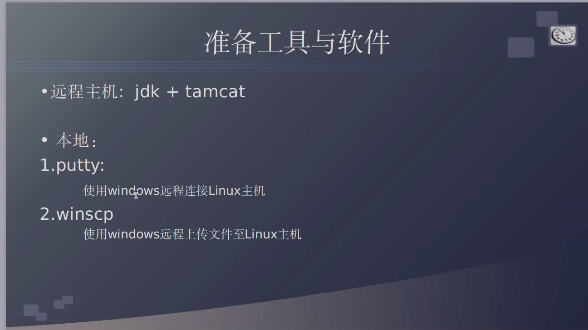 准备工具与软件
•远程主机: jdk + tamcat
• 本地：
1.putty:
使用windows远程连接Linux主机
2.winscp
使用windows远程上传文件至Linux主机